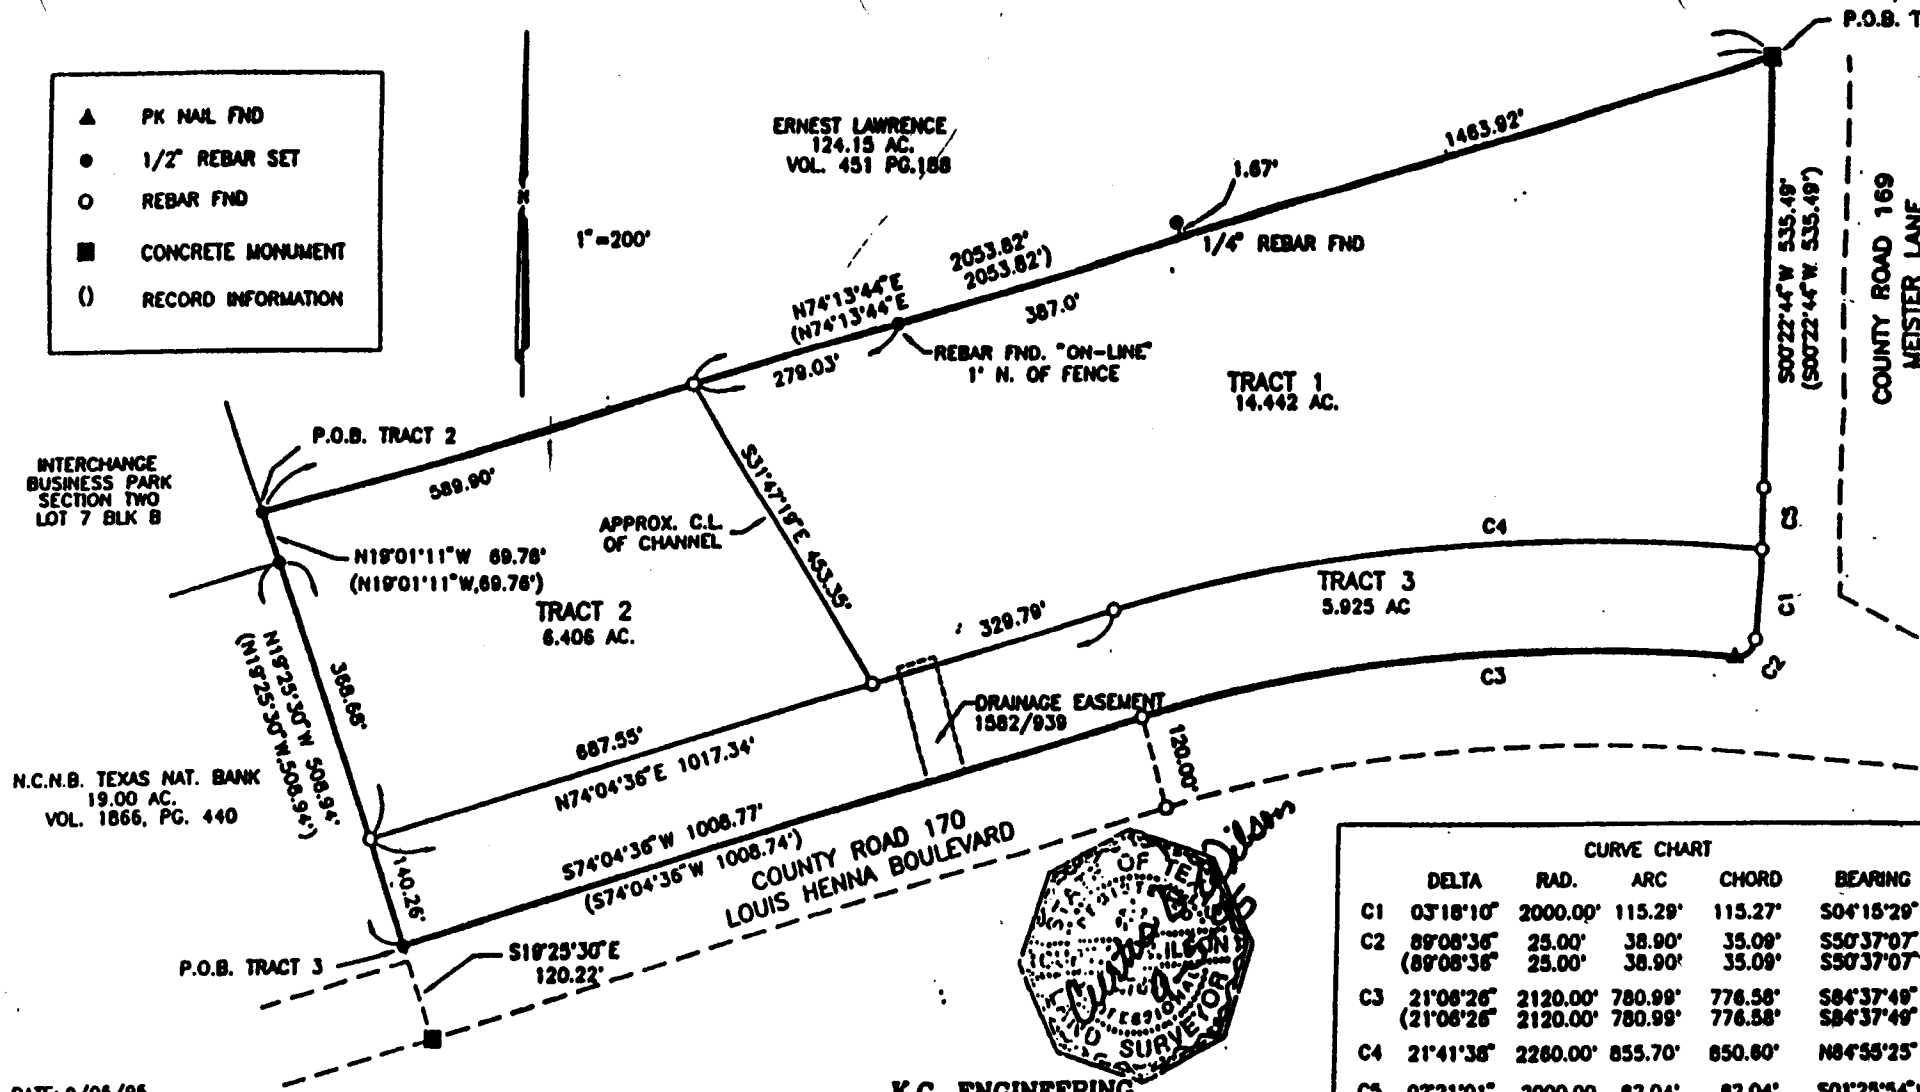 P.O.B. T
PK NAIL FND
1/2" REBAR SET
REBAR FND
CONCRETE MONUMENT
() RECORD INFORMATION
N
1"=200'
ERNEST LAWRENCE
124.15 AC.
VOL. 451 PG.188
1463.92'
1.67'
1/4" REBAR FND
2053.82'
2053.82')
N74°13'44"E
(N74°13'44"E
387.0'
279.03'
REBAR FND. "ON-LINE"
1' N. OF FENCE
TRACT 1
14.442 AC.
S00°22'44"W 535.49'
(S00°22'44"W 535.49')
COUNTY ROAD 169
MEISTER LANE
P.O.B. TRACT 2
INTERCHANGE
BUSINESS PARK
SECTION TWO
LOT 7 BLK B
589.90'
S31°47'19"E 453.35'
APPROX. C.L.
OF CHANNEL
C5
C4
N19°01'11"W 69.76'
(N19°01'11"W,69.76')
TRACT 2
6.406 AC.
TRACT 3
5.925 AC
C1
329.79'
368.68'
N19°25'30"W 508.94'
(N19°25'30"W,508.94')
C2
C3
DRAINAGE EASEMENT
1582/939
120.00'
687.55'
N74°04'36"E 1017.34'
N.C.N.B. TEXAS NAT. BANK
19.00 AC.
VOL. 1866, PG. 440
S74°04'36"W 1008.77'
(S74°04'36"W 1008.74')
COUNTY ROAD 170
LOUIS HENNA BOULEVARD
140.26'
P.O.B. TRACT 3
S19°25'30"E
120.22'
OF TE
SURVEYOR
CURVE CHART
DELTA RAD. ARC CHORD BEARING
C1 03°18'10" 2000.00' 115.29' 115.27' S04°15'29"
C2 89°08'36" 25.00' 38.90' 35.09' S50°37'07"
(89°08'36" 25.00' 38.90' 35.09' S50°37'07"
C3 21°06'26" 2120.00' 780.99' 776.58' S84°37'49"
(21°06'26" 2120.00' 780.99' 776.58' S84°37'49"
C4 21°41'38" 2260.00' 855.70' 850.60' N84°55'25"
C5
K.C. ENGINEERING